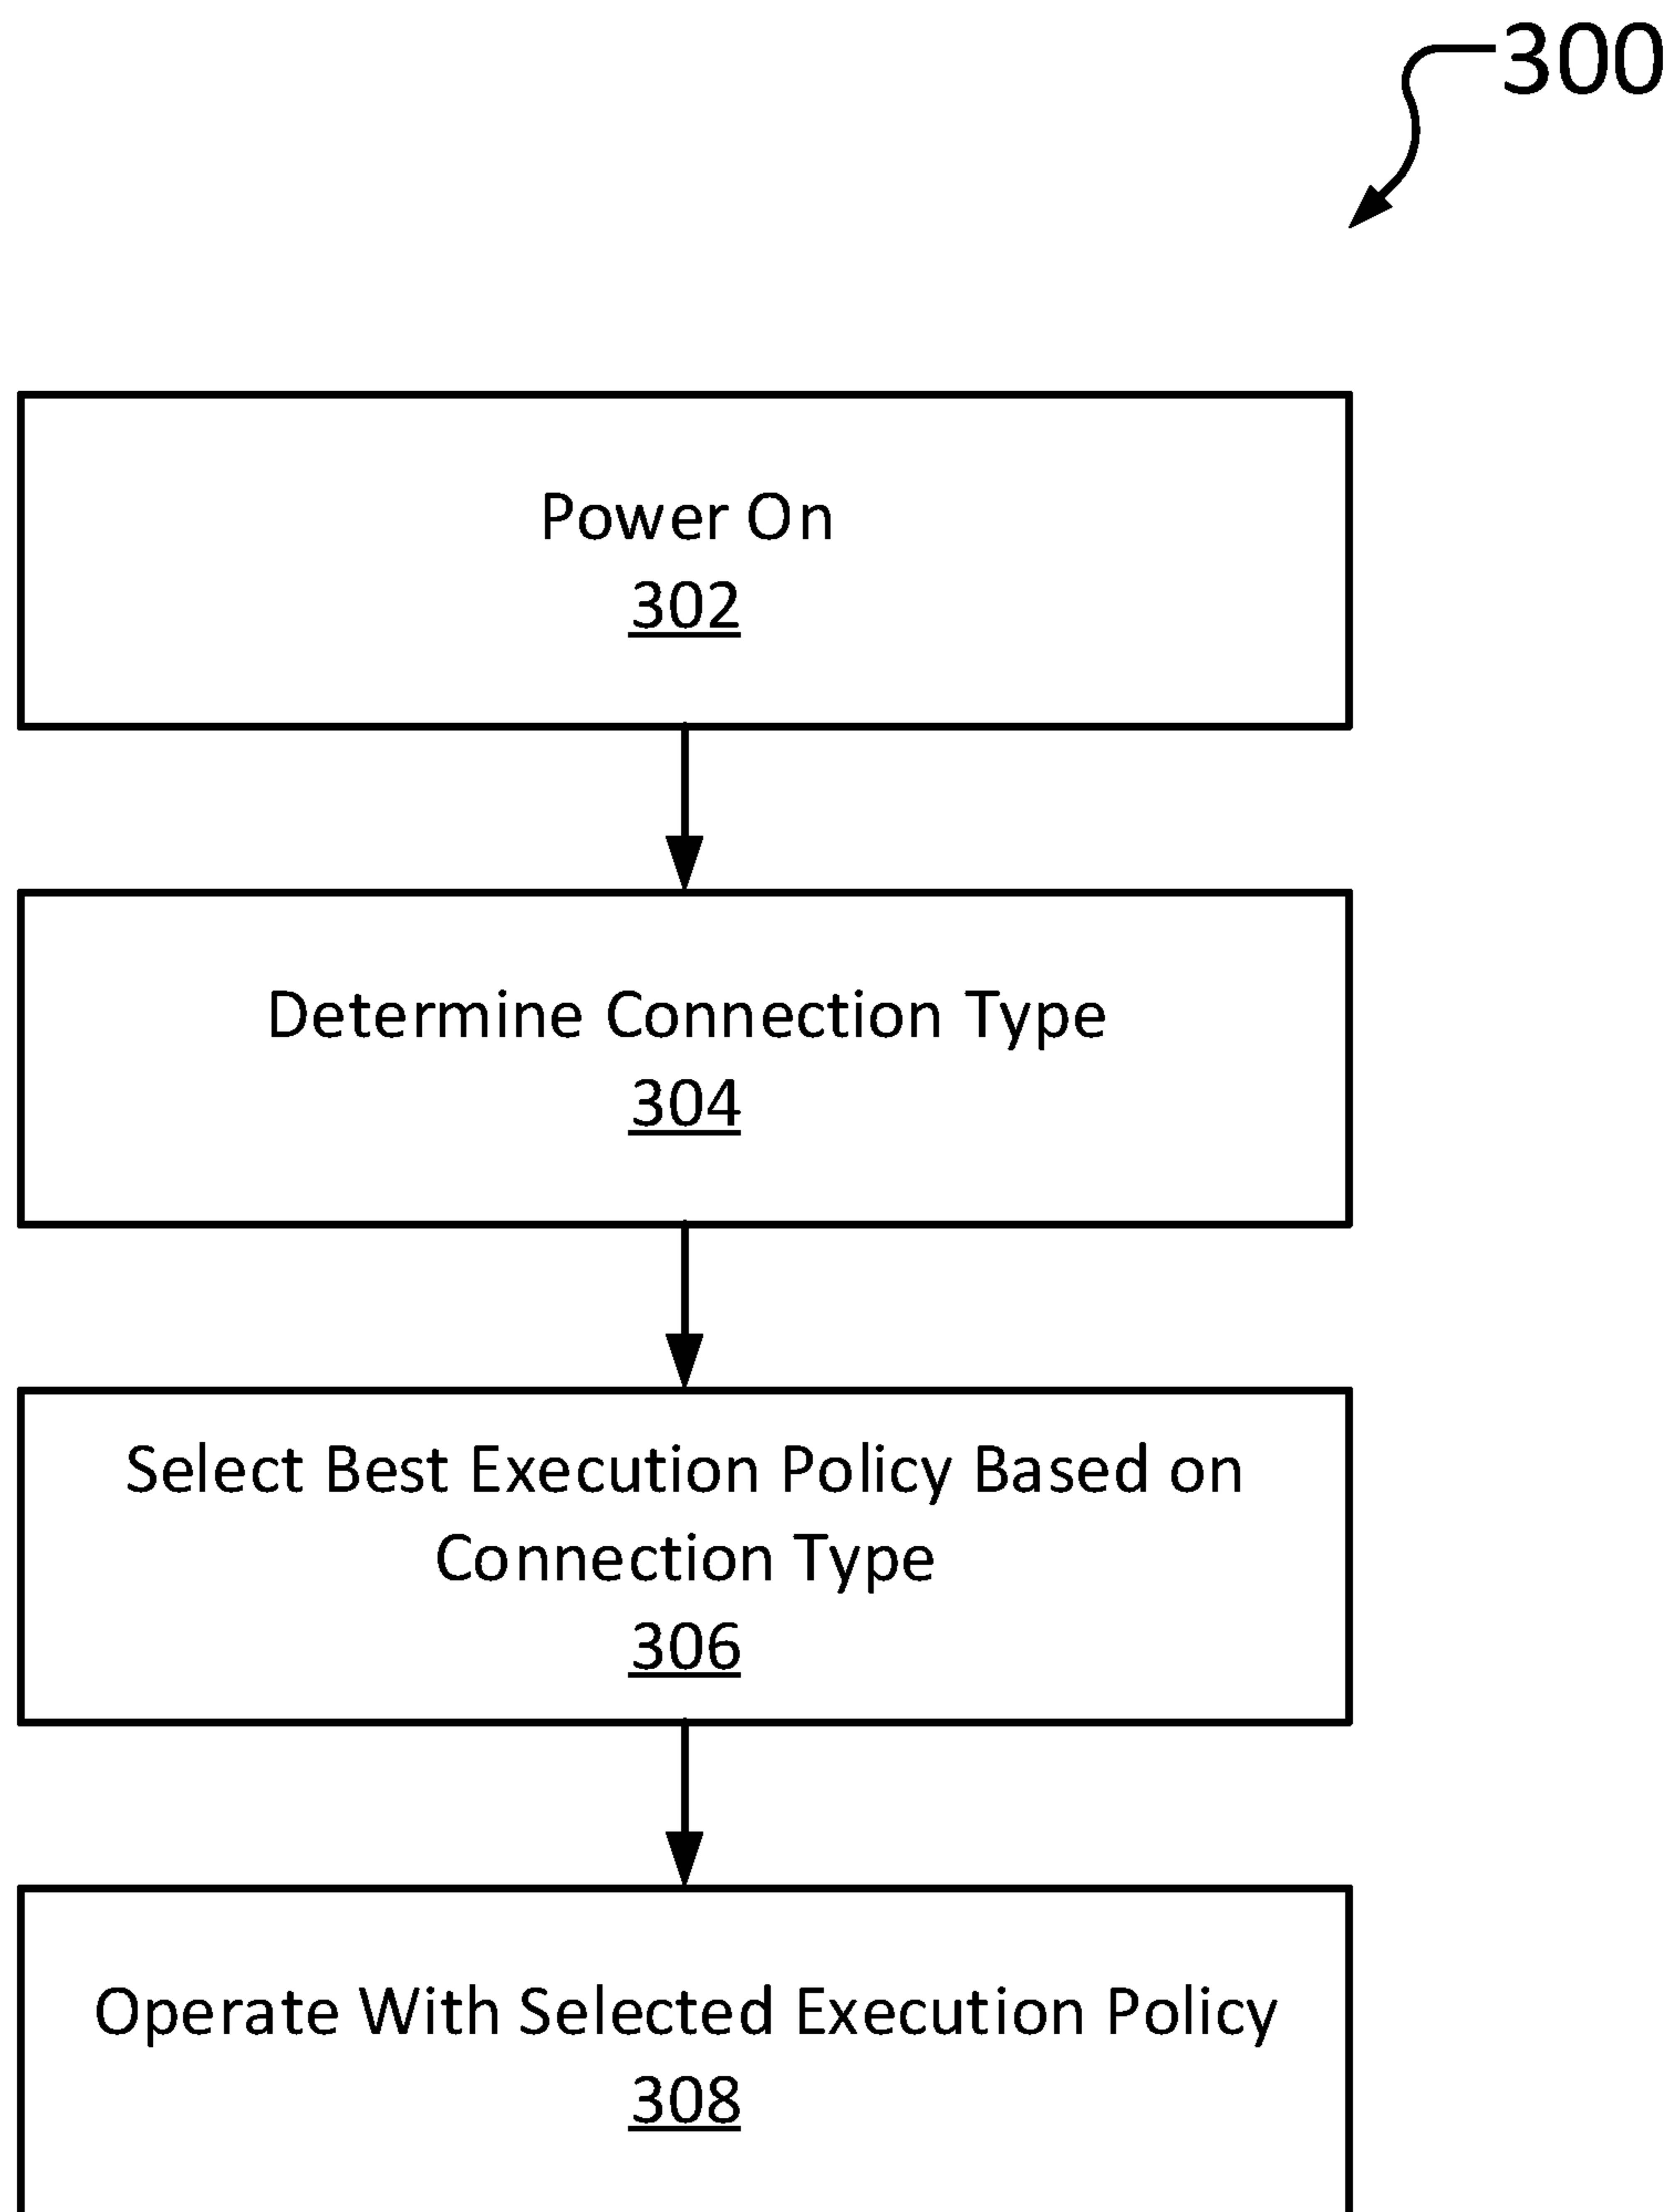 300
Power On
302
Determine Connection Type
304
Select Best Execution Policy Based on
Connection Type
306
Operate With Selected Execution Policy
308